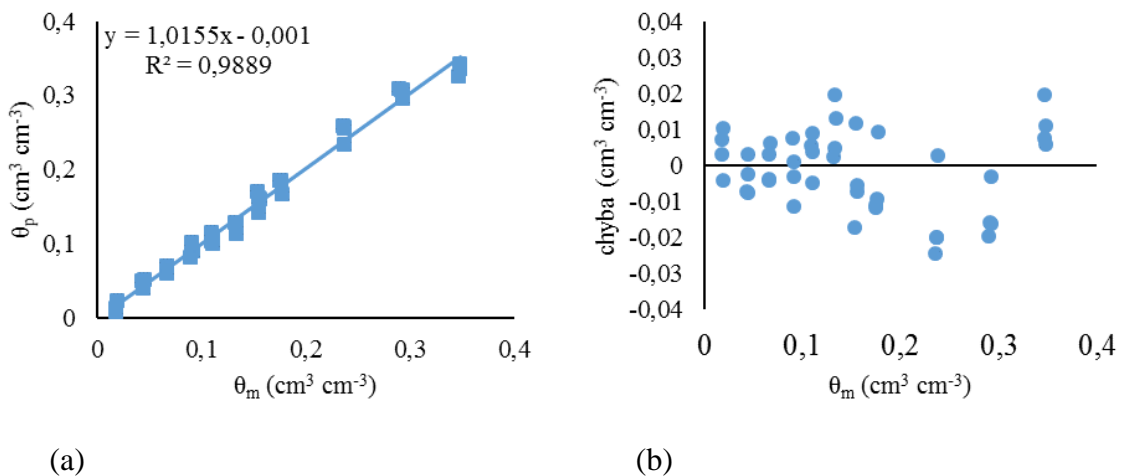 0,4
0,3
0,2
0,1
0
y = 1,0155x - 0,001
R² = 0,9889
θp (cm³ cm⁻³)
0 0,1 0,2 0,3 0,4
θm (cm³ cm⁻³)
(a)
0,04
0,03
0,02
0,01
0
-0,01
-0,02
-0,03
-0,04
chyba (cm³ cm⁻³)
0 0,1 0,2 0,3 0,4
θm (cm³ cm⁻³)
(b)